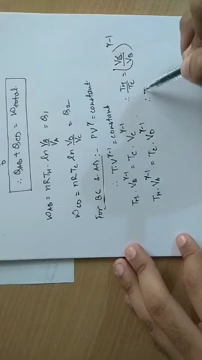 ∴ Q_AB + Q_CD = W_total
W_AB = nRT_H · ln V_B/V_A = Q_1
W_CD = nRT_C ln V_D/V_C = Q_2
For BC & AD:- PV^γ = constant
∴ T·V^(γ-1) = constant
T_H · V_B^(γ-1) = T_C · V_C^(γ-1)
T_H · V_A^(γ-1) = T_C · V_D^(γ-1)
∴ T_H/T_C = (V_C/V_B)^(γ-1)
∴